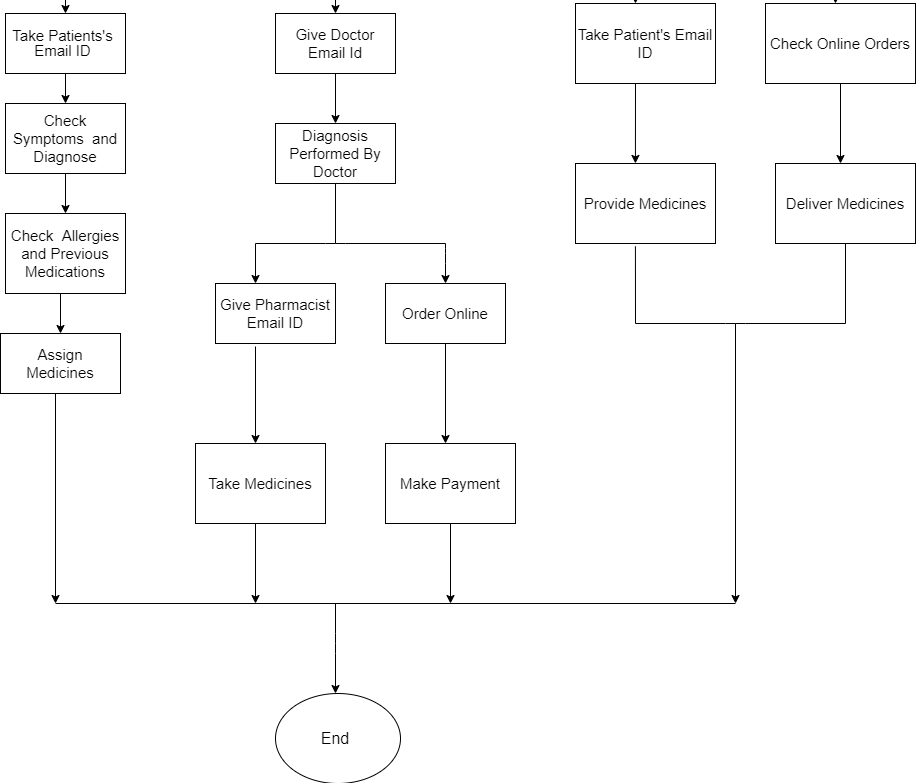 Take Patients's
Email ID
Give Doctor
Email Id
Take Patient's Email
ID
Check Online Orders
Check
Symptoms and
Diagnose
Diagnosis
Performed By
Doctor
Provide Medicines
Deliver Medicines
Check Allergies
and Previous
Medications
Give Pharmacist
Email ID
Order Online
Assign
Medicines
Take Medicines
Make Payment
End